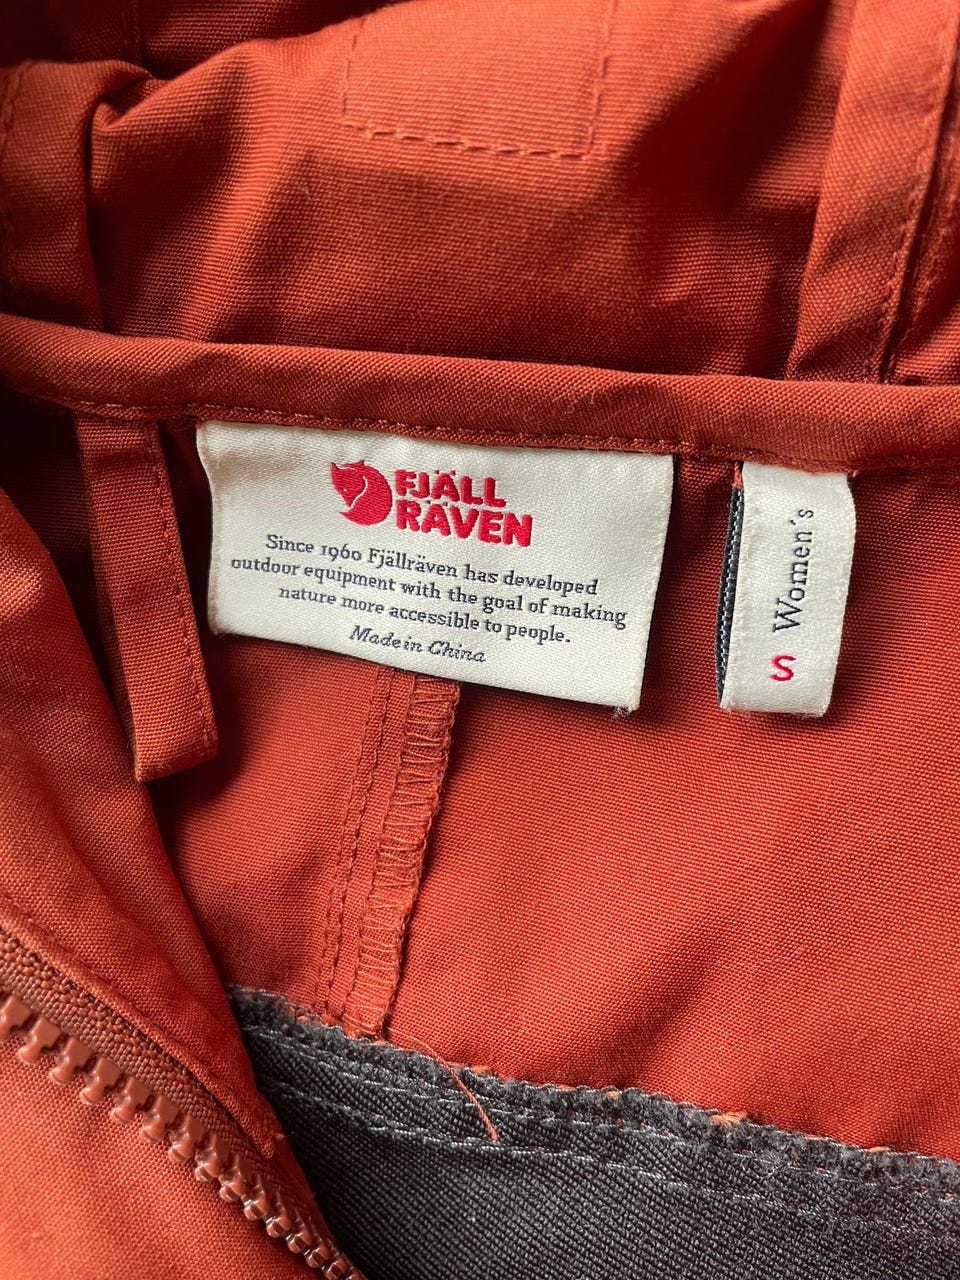 FJÄLL
RÄVEN
Since 1960 Fjällräven has developed
outdoor equipment with the goal of making
nature more accessible to people.
Made in China
Women´s
S